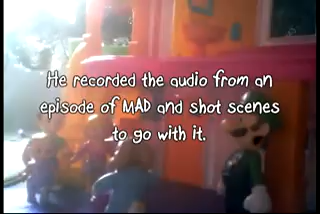 He recorded the audio from an
episode of MAD and shot scenes
to go with it.